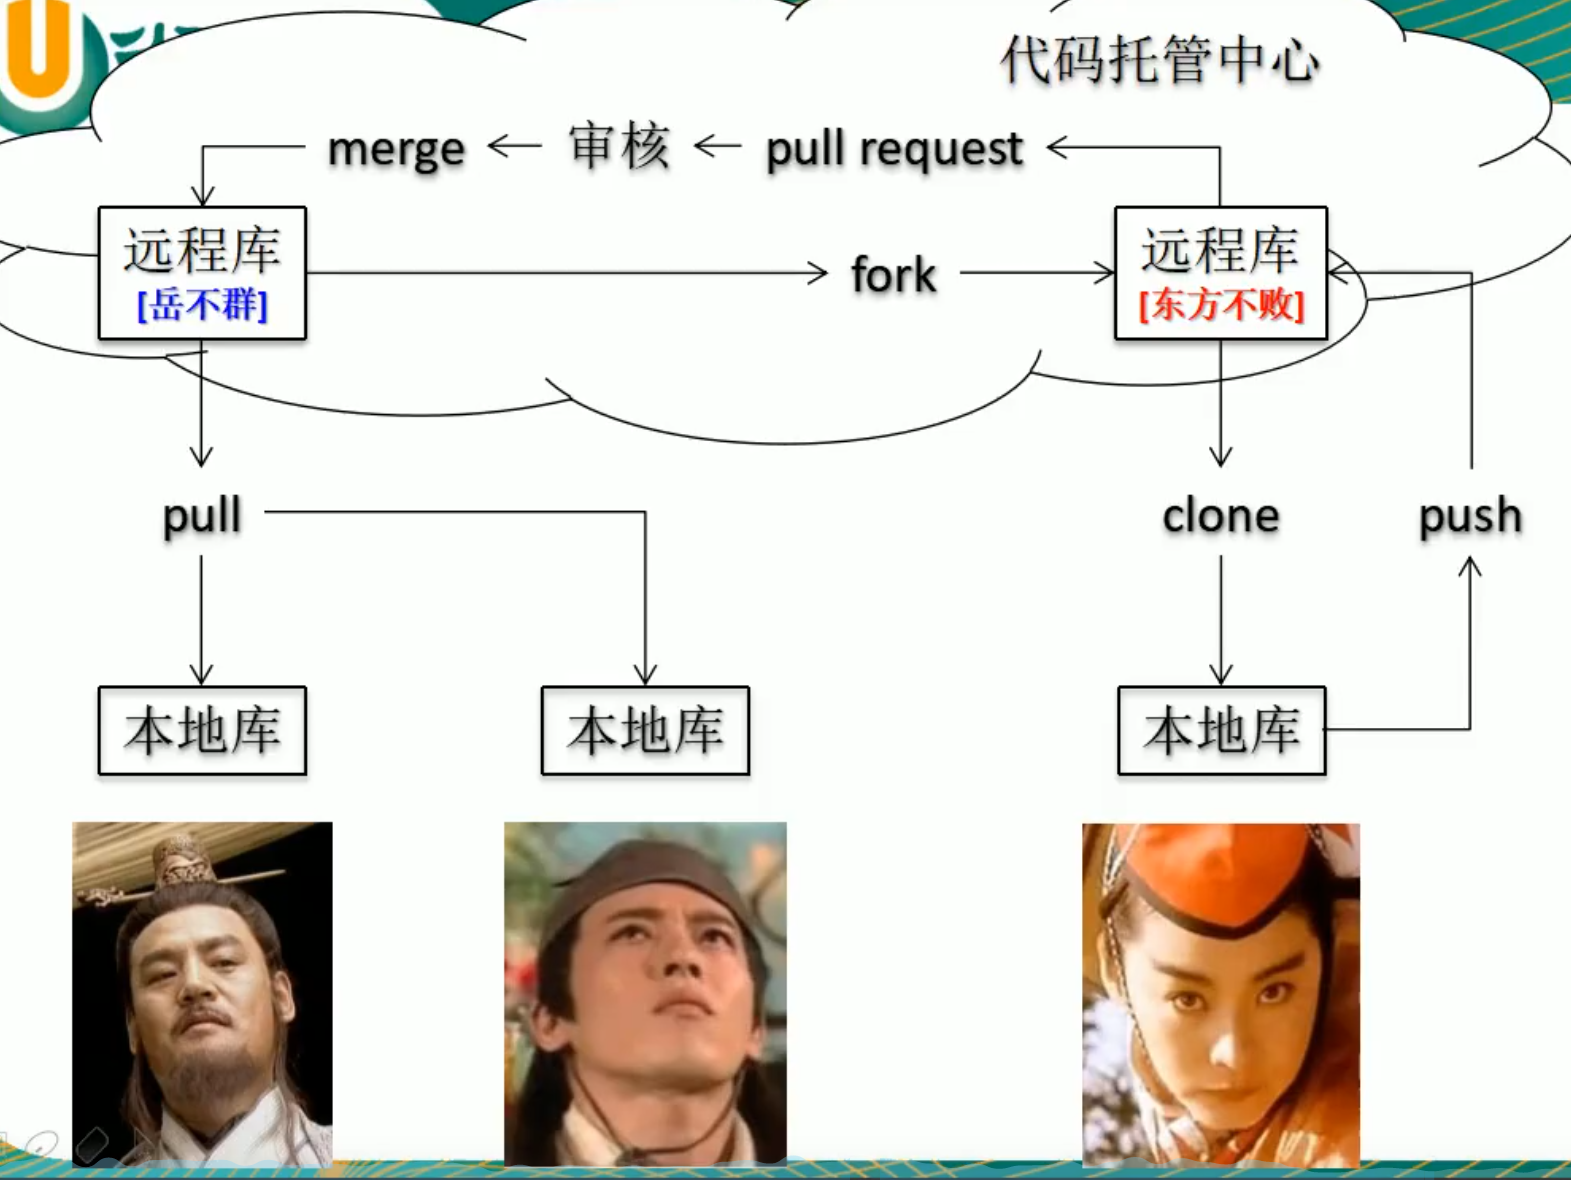 代码托管中心
merge
审核
pull request
远程库
[岳不群]
fork
远程库
[东方不败]
pull
clone
push
本地库
本地库
本地库